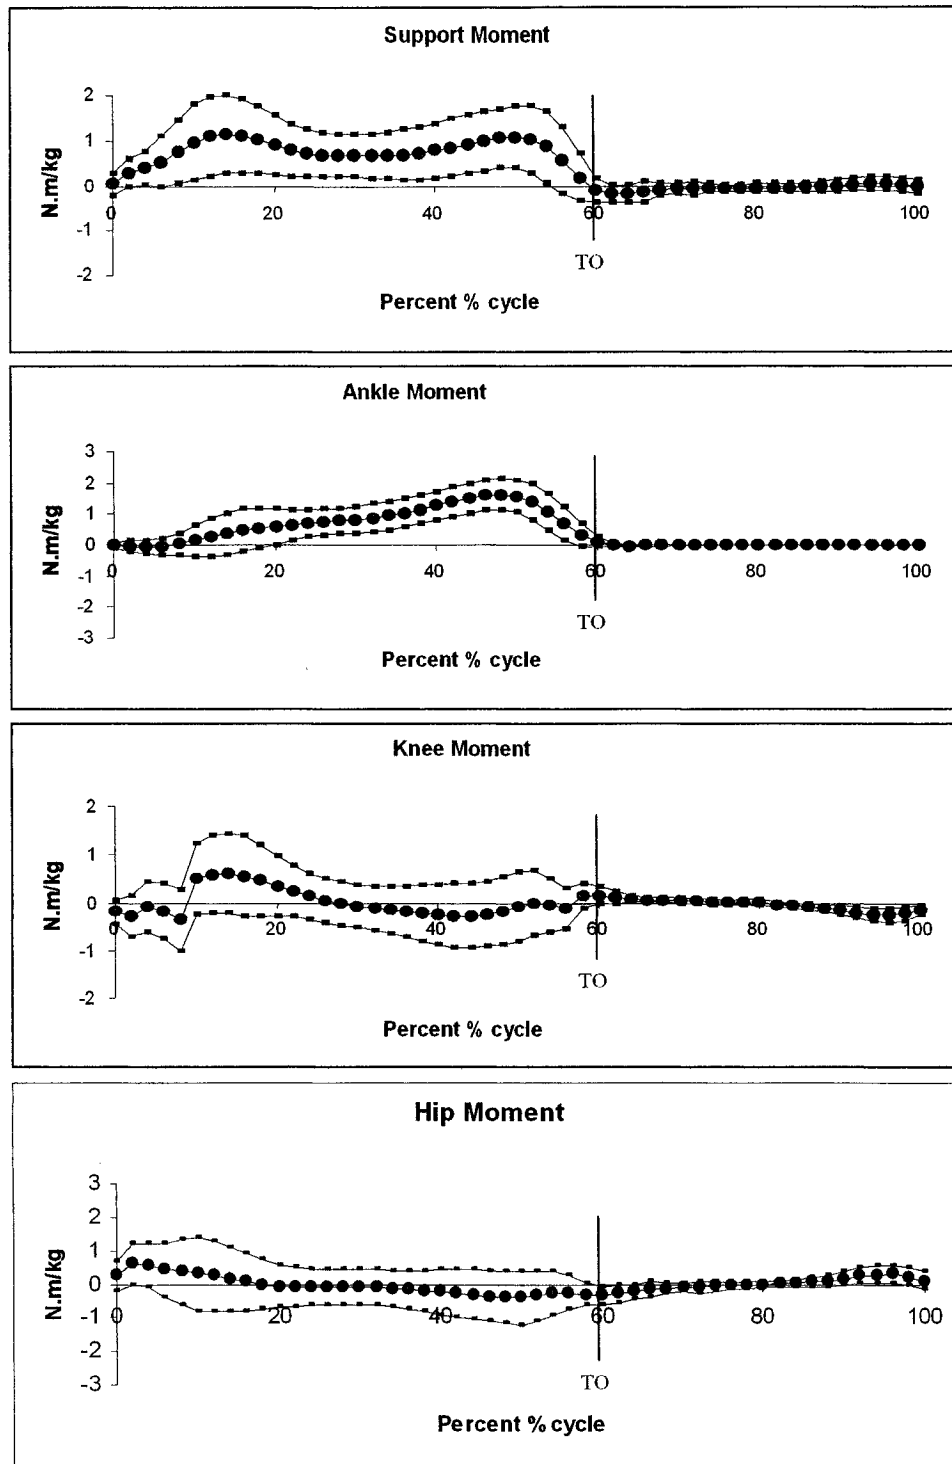 Support Moment
2
1
0
-1
-2
N.m/kg
0 20 40 60 80 100
TO
Percent % cycle
Ankle Moment
3
2
1
0
-1
-2
-3
N.m/kg
0 20 40 60 80 100
TO
Percent % cycle
Knee Moment
2
1
0
-1
-2
N.m/kg
0 20 40 60 80 100
TO
Percent % cycle
Hip Moment
3
2
1
0
-1
-2
-3
N.m/kg
0 20 40 60 80 100
TO
Percent % cycle